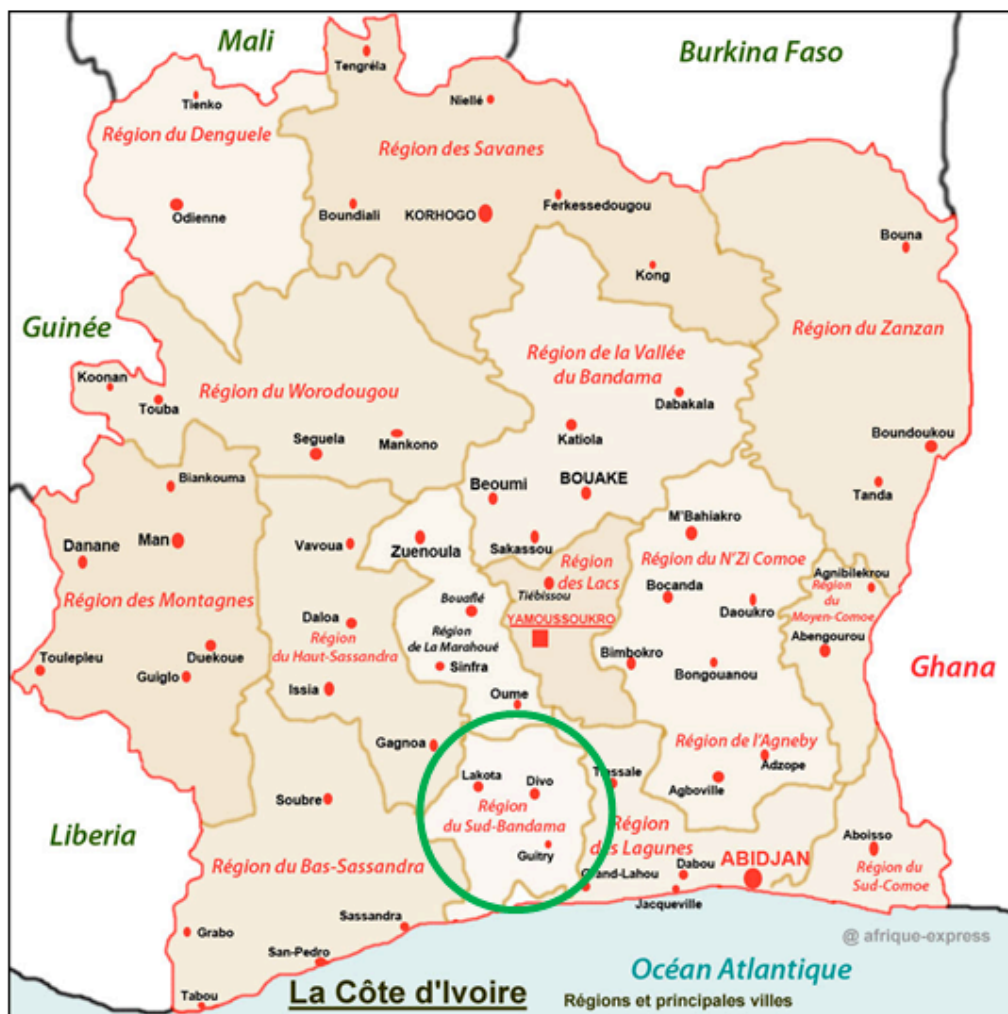 Mali
Burkina Faso
Tengréla
Tienko
Niellé
Région du Denguele
Région des Savanes
Odienne
Boundiali
KORHOGO
Ferkessedougou
Bouna
Kong
Guinée
Région du Zanzan
Région de la Vallée
du Bandama
Koonan
Région du Worodougou
Touba
Dabakala
Katiola
Seguela
Mankono
Boundoukou
Biankouma
Beoumi
BOUAKE
Tanda
M'Bahiakro
Danane
Man
Vavoua
Zuenoula
Sakassou
Région
des Lacs
Région du N'Zi Comoe
Agnibilekrou
Tiébissou
Bocanda
Daoukro
Région
du
Moyen-Comoe
Bouaflé
Région des Montagnes
Daloa
Région
du Haut-Sassandra
Région
de La Marahoué
YAMOUSSOUKRO
Abengourou
Toulepleu
Duekoue
Guiglo
Sinfra
Bimbokro
Bongouanou
Ghana
Issia
Oume
Gagnoa
Région de l'Agneby
Adzope
Lakota
Divo
Tiassale
Agboville
Soubre
Région
du Sud-Bandama
Région
des Lagunes
Liberia
Guitry
Aboisso
Région du Bas-Sassandra
Grand-Lahou
Dabou
ABIDJAN
Région du
Sud-Comoe
Jacqueville
Sassandra
Grabo
San-Pedro
@ afrique-express
Océan Atlantique
Tabou
La Côte d'Ivoire
Régions et principales villes